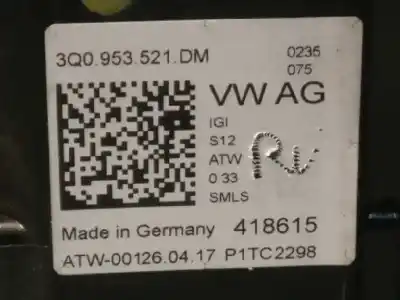 3Q0.953.521.DM
0235
075
VW AG
IGI
S12
ATW
0 33
SMLS
Made in Germany 418615
ATW-00126.04.17 P1TC2298